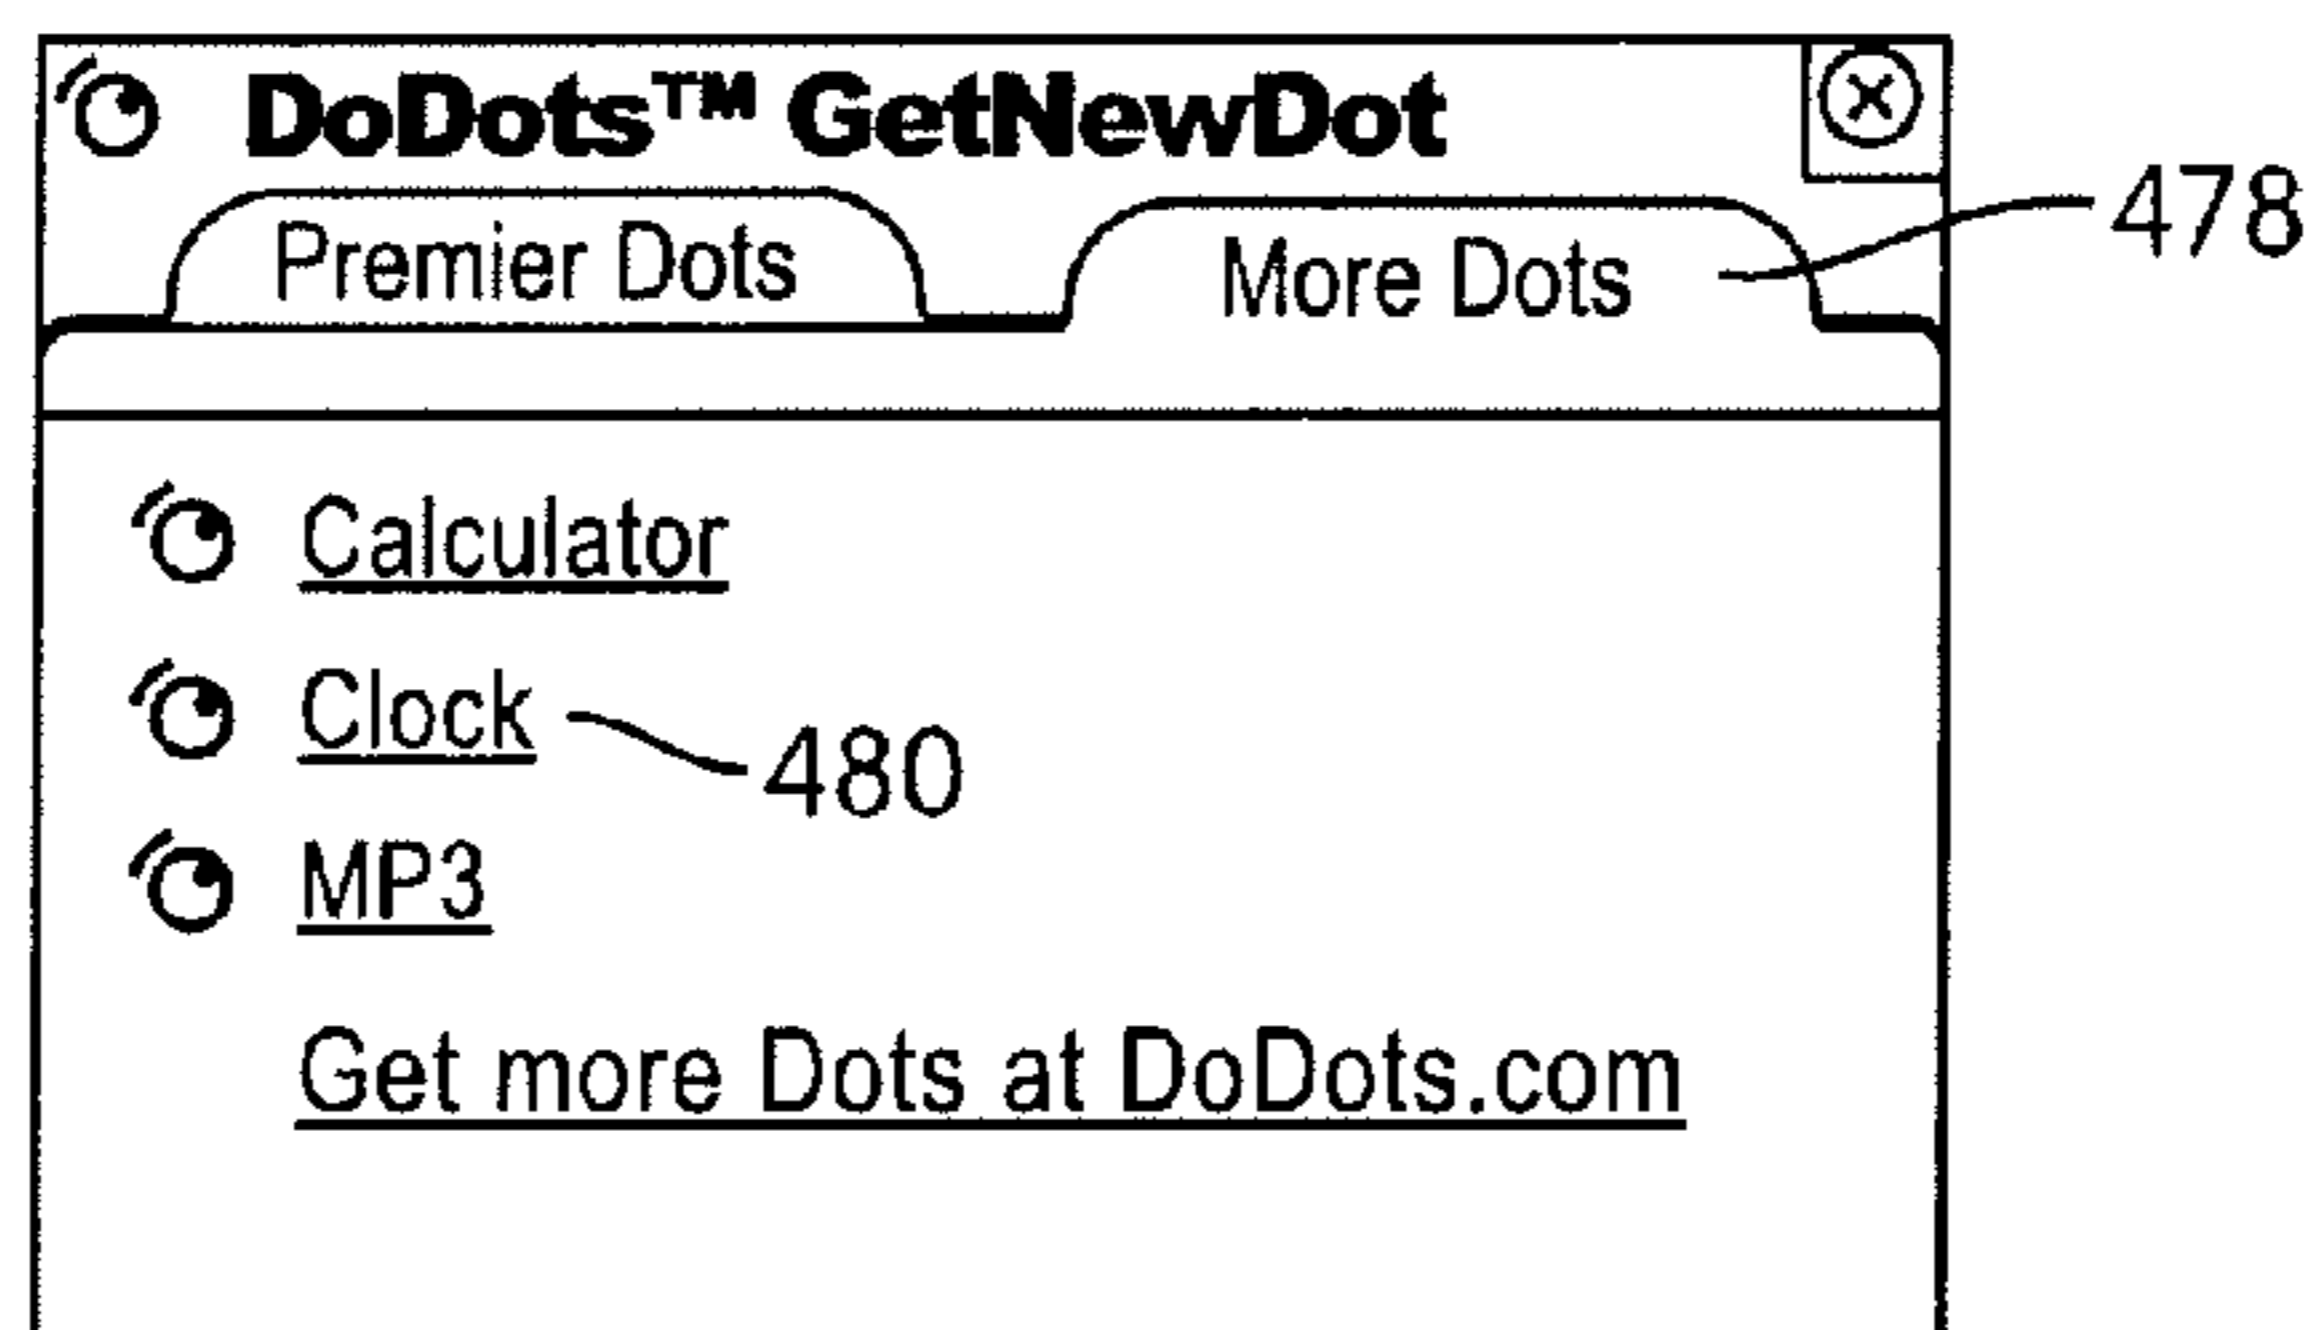 DoDots™ GetNewDot
478
Premier Dots More Dots
Calculator
Clock
480
MP3
Get more Dots at DoDots.com